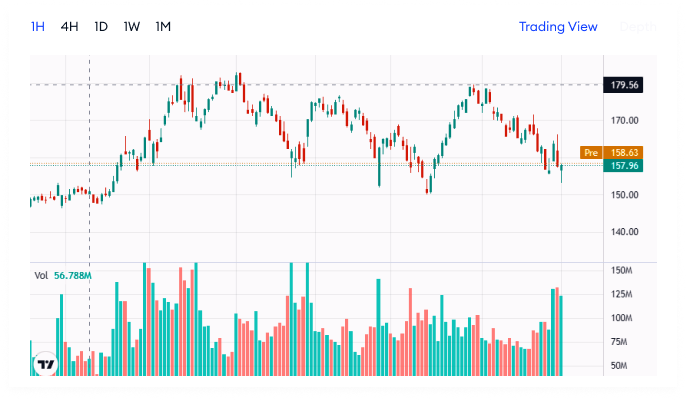 1H 4H 1D 1W 1M Trading View Depth
179.56
170.00
Pre 158.63
157.96
150.00
140.00
Vol 56.788M
150M
125M
100M
75M
50M